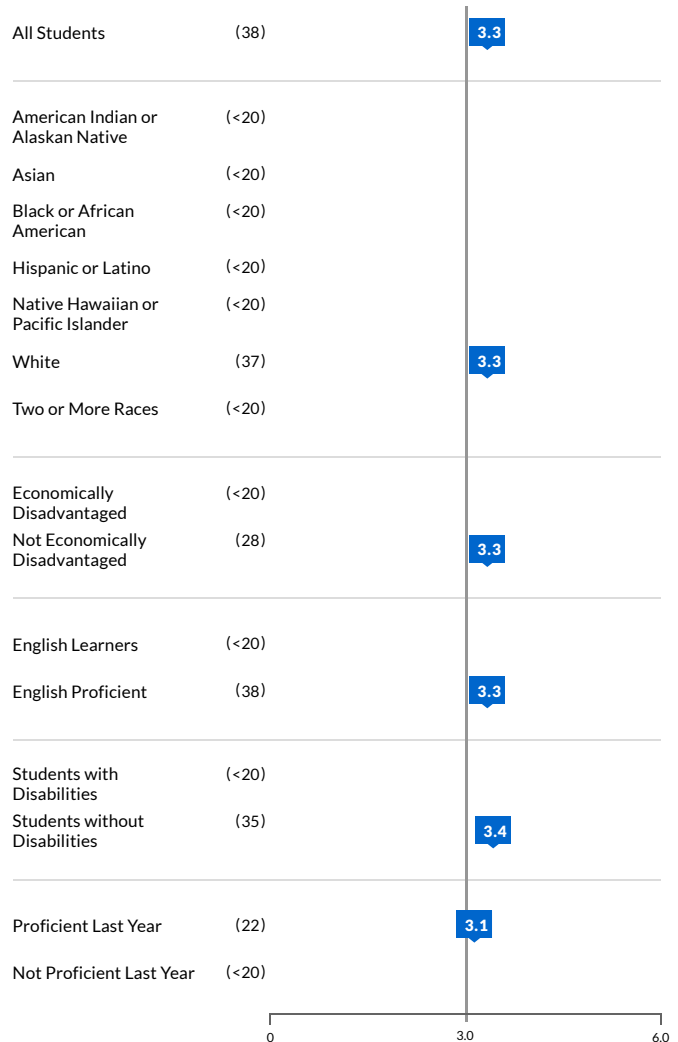 All Students (38) 3.3
American Indian or (<20)
Alaskan Native
Asian (<20)
Black or African (<20)
American
Hispanic or Latino (<20)
Native Hawaiian or (<20)
Pacific Islander
White (37) 3.3
Two or More Races (<20)
Economically (<20)
Disadvantaged
Not Economically (28) 3.3
Disadvantaged
English Learners (<20)
English Proficient (38) 3.3
Students with (<20)
Disabilities
Students without (35) 3.4
Disabilities
Proficient Last Year (22) 3.1
Not Proficient Last Year (<20)
0 3.0 6.0